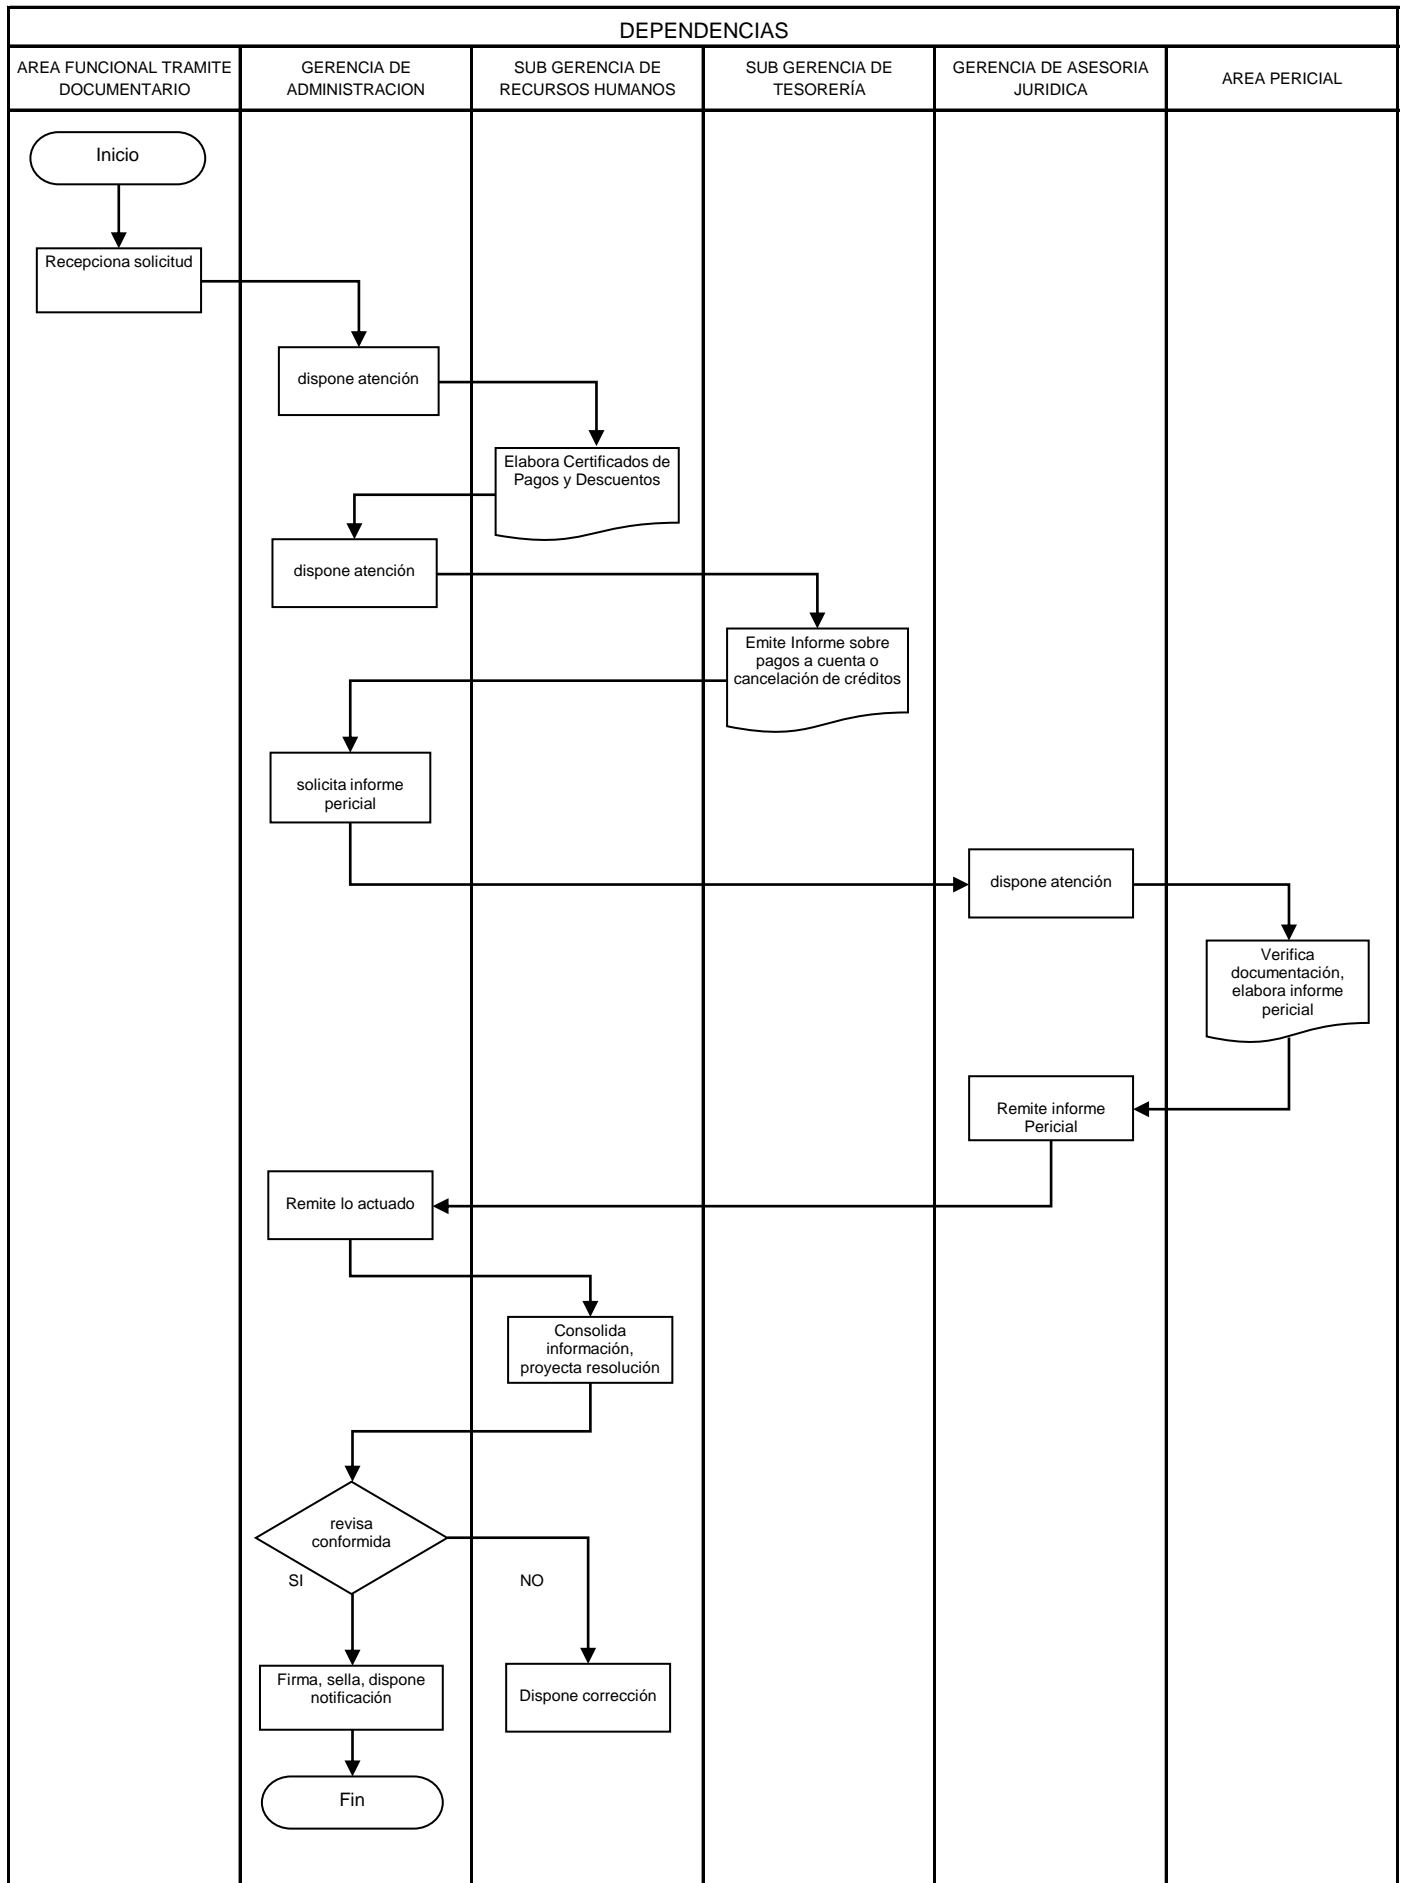 DEPENDENCIAS
AREA FUNCIONAL TRAMITE
DOCUMENTARIO
GERENCIA DE
ADMINISTRACION
SUB GERENCIA DE
RECURSOS HUMANOS
SUB GERENCIA DE
TESORERÍA
GERENCIA DE ASESORIA
JURIDICA
AREA PERICIAL
Inicio
Recepciona solicitud
dispone atención
Elabora Certificados de
Pagos y Descuentos
dispone atención
Emite Informe sobre
pagos a cuenta o
cancelación de créditos
solicita informe
pericial
dispone atención
Verifica
documentación,
elabora informe
pericial
Remite informe
Pericial
Remite lo actuado
Consolida
información,
proyecta resolución
revisa
conformida
SI
NO
Firma, sella, dispone
notificación
Dispone corrección
Fin